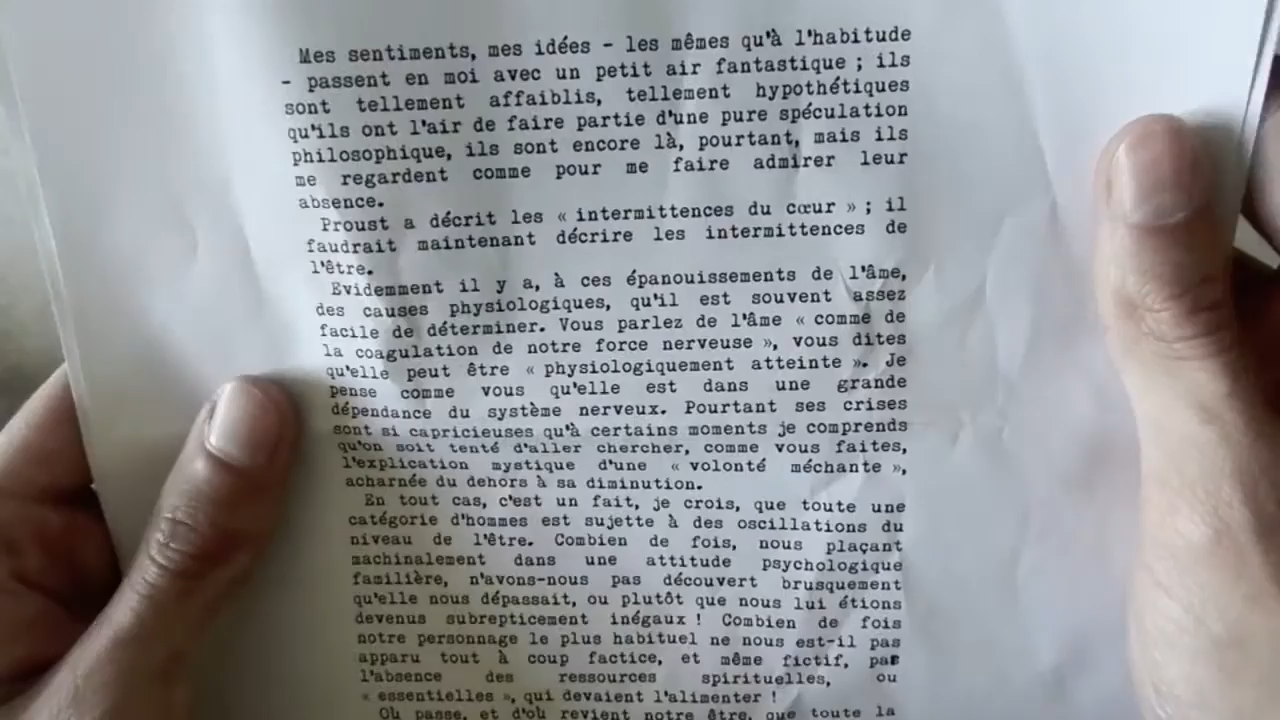 Mes sentiments, mes idées - les mêmes qu'à l'habitude
- passent en moi avec un petit air fantastique ; ils
sont tellement affaiblis, tellement hypothétiques
qu'ils ont l'air de faire partie d'une pure spéculation
philosophique, ils sont encore là, pourtant, mais ils
me regardent comme pour me faire admirer leur
absence.
Proust a décrit les « intermittences du cœur » ; il
faudrait maintenant décrire les intermittences de
l'être.
Evidemment il y a, à ces épanouissements de l'âme,
des causes physiologiques, qu'il est souvent assez
facile de déterminer. Vous parlez de l'âme « comme de
la coagulation de notre force nerveuse », vous dites
qu'elle peut être « physiologiquement atteinte ». Je
pense comme vous qu'elle est dans une grande
dépendance du système nerveux. Pourtant ses crises
sont si capricieuses qu'à certains moments je comprends
qu'on soit tenté d'aller chercher, comme vous faites,
l'explication mystique d'une « volonté méchante »,
acharnée du dehors à sa diminution.
En tout cas, c'est un fait, je crois, que toute une
catégorie d'hommes est sujette à des oscillations du
niveau de l'être. Combien de fois, nous plaçant
machinalement dans une attitude psychologique
familière, n'avons-nous pas découvert brusquement
qu'elle nous dépassait, ou plutôt que nous lui étions
devenus subrepticement inégaux ! Combien de fois
notre personnage le plus habituel ne nous est-il pas
apparu tout à coup factice, et même fictif, par
l'absence des ressources spirituelles, ou
« essentielles », qui devaient l'alimenter !
Où passe, et d'où revient notre être, que toute la